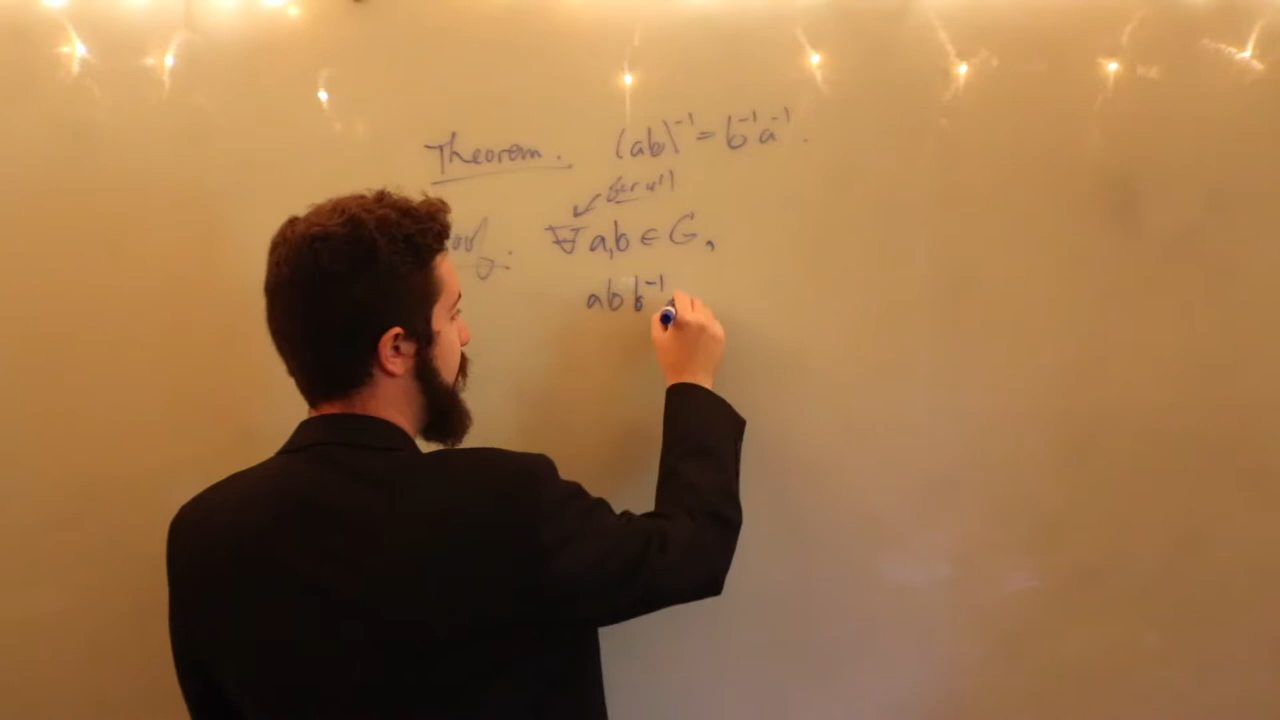 Theorem. (ab)⁻¹ = b⁻¹a⁻¹.
for all
∀ a,b ∈ G,
abb⁻¹